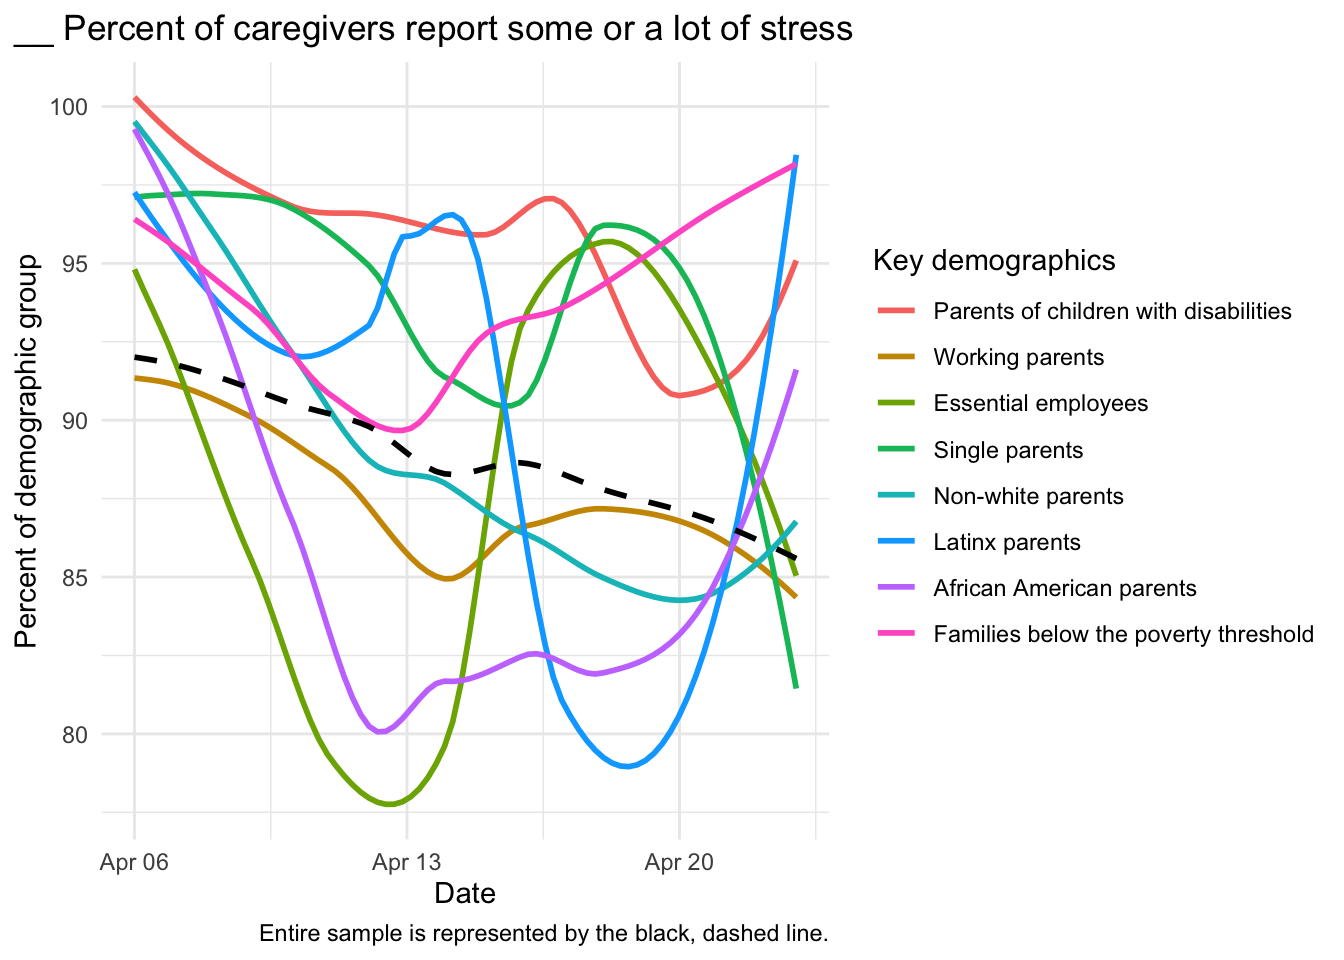 __ Percent of caregivers report some or a lot of stress
Percent of demographic group
100
95
90
85
80
Apr 06
Apr 13
Apr 20
Date
Key demographics
Parents of children with disabilities
Working parents
Essential employees
Single parents
Non-white parents
Latinx parents
African American parents
Families below the poverty threshold
Entire sample is represented by the black, dashed line.